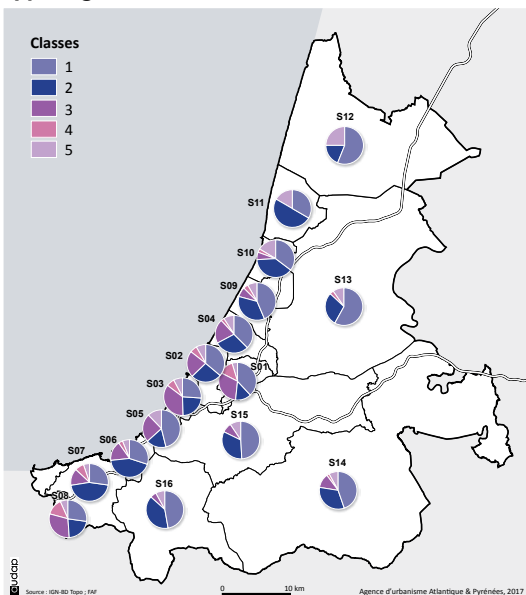 Classes
1
2
3
4
5
S12
S11
S10
S13
S09
S04
S02
S01
S03
S05
S15
S06
S07
S14
S08
S16
audap
Source : IGN-BD Topo ; FAF
0 10 km
Agence d'urbanisme Atlantique & Pyrénées, 2017